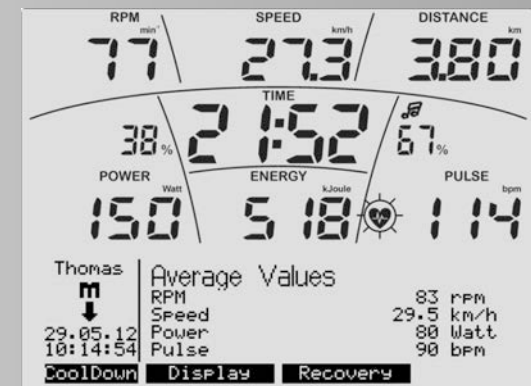 RPM SPEED DISTANCE
min⁻ km/h km
77 27.3 3.80
TIME
38 % 21:52 67 %
POWER ENERGY PULSE
Watt kJoule bpm
150 518 114
Thomas
m
29.05.12
10:14:54
Average Values
RPM 83 rpm
Speed 29.5 km/h
Power 80 Watt
Pulse 90 bpm
CoolDown Display Recovery